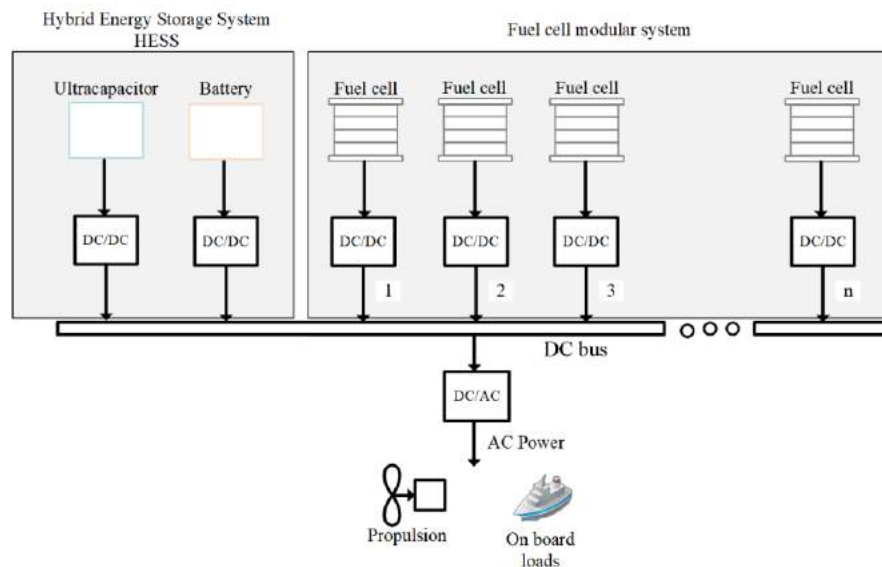 Hybrid Energy Storage System
HESS
Fuel cell modular system
Ultracapacitor
Battery
Fuel cell
Fuel cell
Fuel cell
Fuel cell
DC/DC
DC/DC
DC/DC
DC/DC
DC/DC
DC/DC
1
2
3
n
DC bus
DC/AC
AC Power
Propulsion
On board
loads